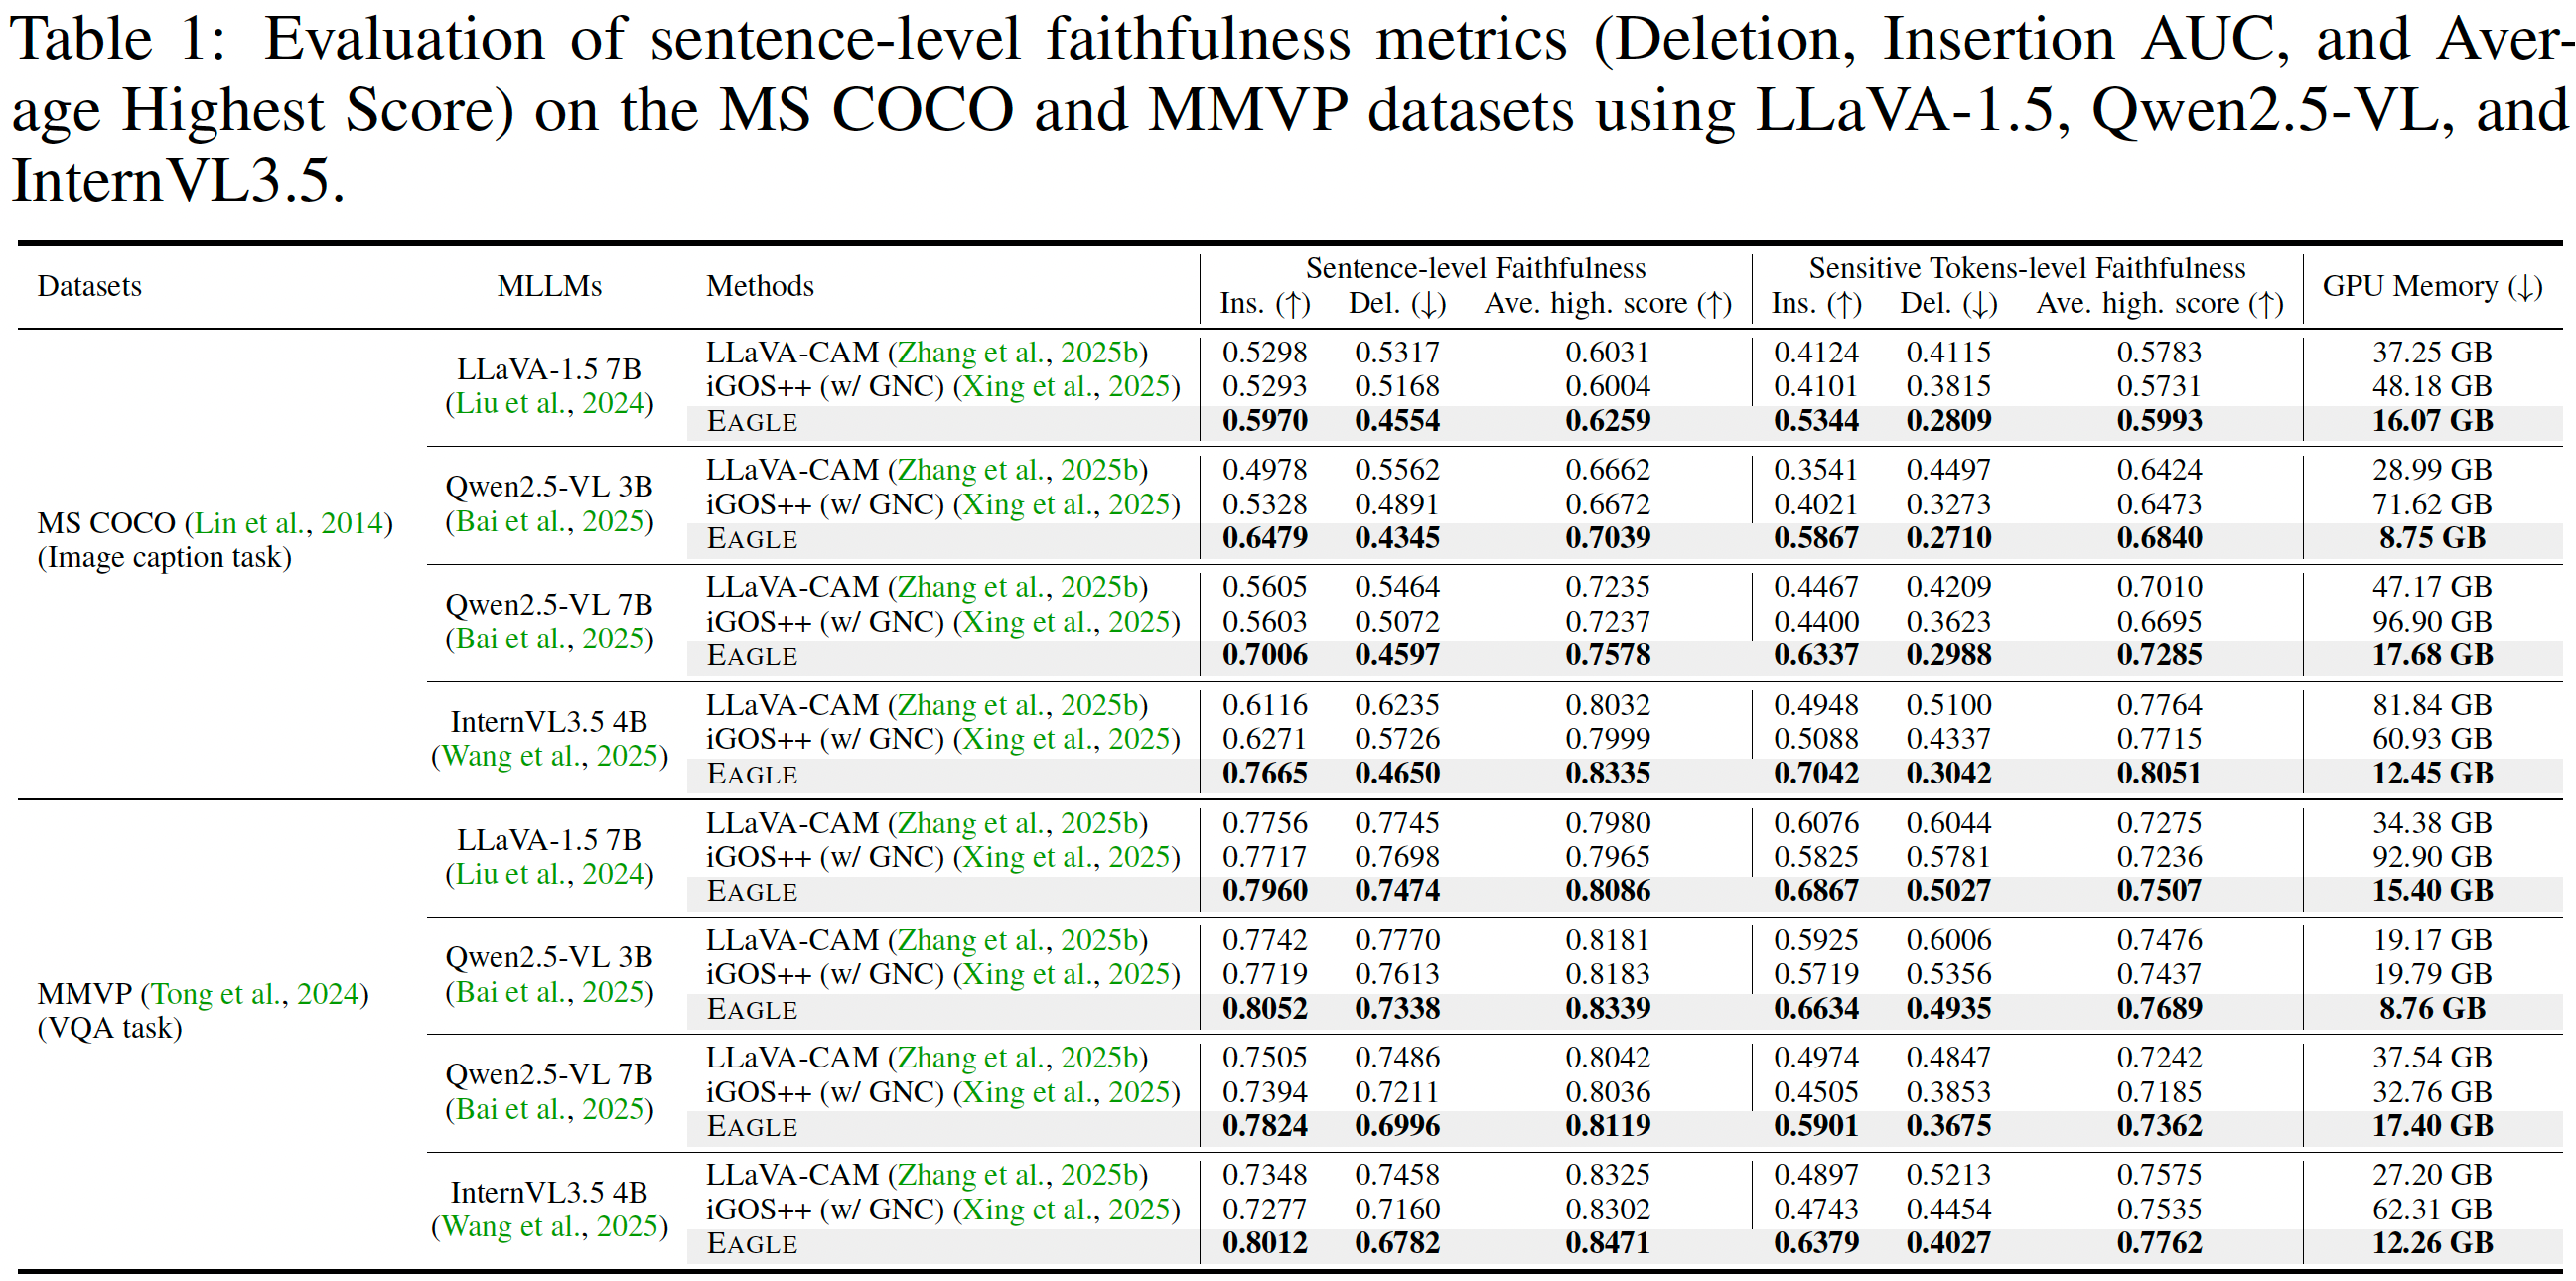 Table 1: Evaluation of sentence-level faithfulness metrics (Deletion, Insertion AUC, and Aver-
age Highest Score) on the MS COCO and MMVP datasets using LLaVA-1.5, Qwen2.5-VL, and
InternVL3.5.
Datasets MLLMs Methods Sentence-level Faithfulness Sensitive Tokens-level Faithfulness GPU Memory (↓)
Ins. (↑) Del. (↓) Ave. high. score (↑) Ins. (↑) Del. (↓) Ave. high. score (↑)
MS COCO (Lin et al., 2014)
(Image caption task)
LLaVA-1.5 7B
(Liu et al., 2024)
LLaVA-CAM (Zhang et al., 2025b) 0.5298 0.5317 0.6031 0.4124 0.4115 0.5783 37.25 GB
iGOS++ (w/ GNC) (Xing et al., 2025) 0.5293 0.5168 0.6004 0.4101 0.3815 0.5731 48.18 GB
EAGLE 0.5970 0.4554 0.6259 0.5344 0.2809 0.5993 16.07 GB
Qwen2.5-VL 3B
(Bai et al., 2025)
LLaVA-CAM (Zhang et al., 2025b) 0.4978 0.5562 0.6662 0.3541 0.4497 0.6424 28.99 GB
iGOS++ (w/ GNC) (Xing et al., 2025) 0.5328 0.4891 0.6672 0.4021 0.3273 0.6473 71.62 GB
EAGLE 0.6479 0.4345 0.7039 0.5867 0.2710 0.6840 8.75 GB
Qwen2.5-VL 7B
(Bai et al., 2025)
LLaVA-CAM (Zhang et al., 2025b) 0.5605 0.5464 0.7235 0.4467 0.4209 0.7010 47.17 GB
iGOS++ (w/ GNC) (Xing et al., 2025) 0.5603 0.5072 0.7237 0.4400 0.3623 0.6695 96.90 GB
EAGLE 0.7006 0.4597 0.7578 0.6337 0.2988 0.7285 17.68 GB
InternVL3.5 4B
(Wang et al., 2025)
LLaVA-CAM (Zhang et al., 2025b) 0.6116 0.6235 0.8032 0.4948 0.5100 0.7764 81.84 GB
iGOS++ (w/ GNC) (Xing et al., 2025) 0.6271 0.5726 0.7999 0.5088 0.4337 0.7715 60.93 GB
EAGLE 0.7665 0.4650 0.8335 0.7042 0.3042 0.8051 12.45 GB
MMVP (Tong et al., 2024)
(VQA task)
LLaVA-1.5 7B
(Liu et al., 2024)
LLaVA-CAM (Zhang et al., 2025b) 0.7756 0.7745 0.7980 0.6076 0.6044 0.7275 34.38 GB
iGOS++ (w/ GNC) (Xing et al., 2025) 0.7717 0.7698 0.7965 0.5825 0.5781 0.7236 92.90 GB
EAGLE 0.7960 0.7474 0.8086 0.6867 0.5027 0.7507 15.40 GB
Qwen2.5-VL 3B
(Bai et al., 2025)
LLaVA-CAM (Zhang et al., 2025b) 0.7742 0.7770 0.8181 0.5925 0.6006 0.7476 19.17 GB
iGOS++ (w/ GNC) (Xing et al., 2025) 0.7719 0.7613 0.8183 0.5719 0.5356 0.7437 19.79 GB
EAGLE 0.8052 0.7338 0.8339 0.6634 0.4935 0.7689 8.76 GB
Qwen2.5-VL 7B
(Bai et al., 2025)
LLaVA-CAM (Zhang et al., 2025b) 0.7505 0.7486 0.8042 0.4974 0.4847 0.7242 37.54 GB
iGOS++ (w/ GNC) (Xing et al., 2025) 0.7394 0.7211 0.8036 0.4505 0.3853 0.7185 32.76 GB
EAGLE 0.7824 0.6996 0.8119 0.5901 0.3675 0.7362 17.40 GB
InternVL3.5 4B
(Wang et al., 2025)
LLaVA-CAM (Zhang et al., 2025b) 0.7348 0.7458 0.8325 0.4897 0.5213 0.7575 27.20 GB
iGOS++ (w/ GNC) (Xing et al., 2025) 0.7277 0.7160 0.8302 0.4743 0.4454 0.7535 62.31 GB
EAGLE 0.8012 0.6782 0.8471 0.6379 0.4027 0.7762 12.26 GB